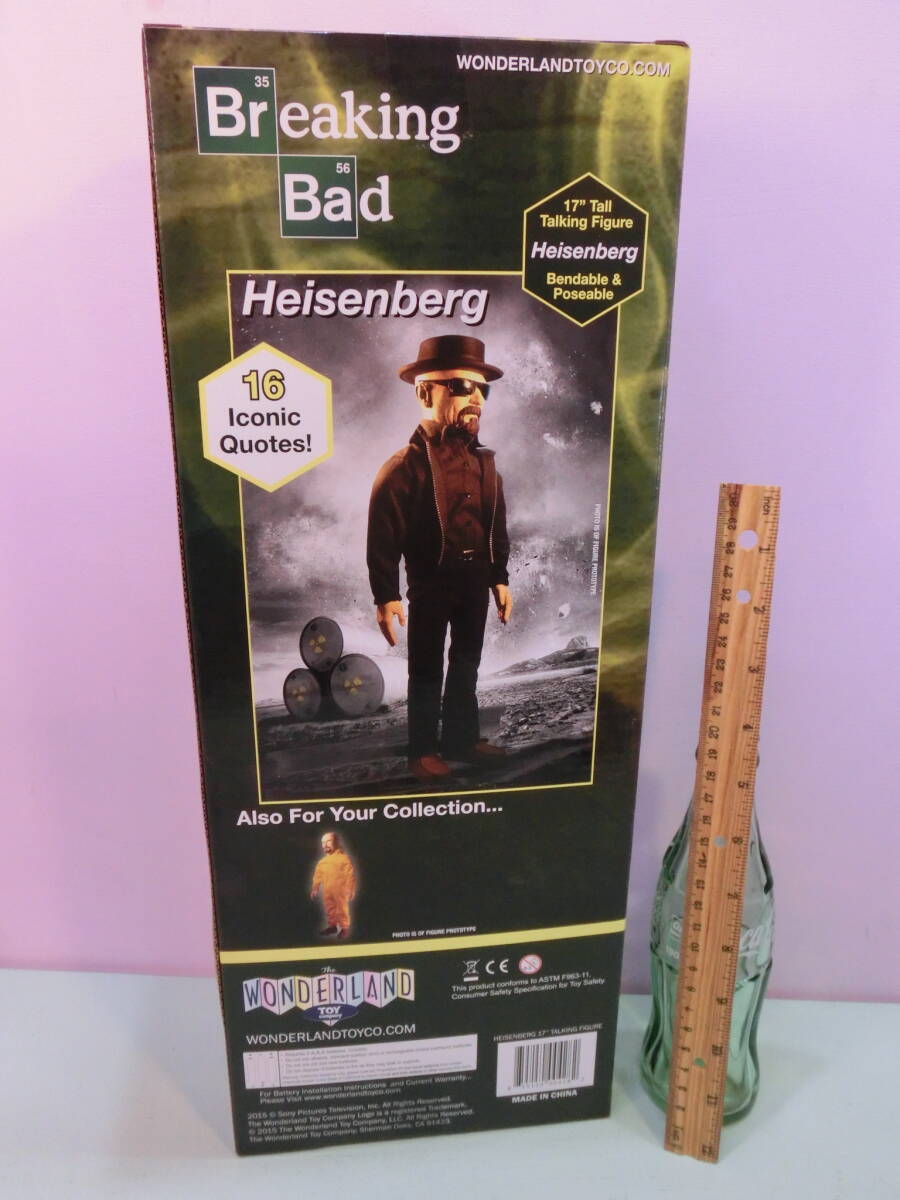 WONDERLANDTOYCO.COM
35
Breaking
56
Bad
17" Tall
Talking Figure
Heisenberg
Bendable &
Poseable
Heisenberg
16
Iconic
Quotes!
PHOTO IS OF FIGURE PROTOTYPE
Also For Your Collection...
PHOTO IS OF FIGURE PROTOTYPE
The
WONDERLAND
TOY
company
WONDERLANDTOYCO.COM
CE
This product conforms to ASTM F963-11.
Consumer Safety Specification for Toy Safety.
HEISENBERG 17" TALKING FIGURE
MADE IN CHINA
For Battery Installation Instructions and Current Warranty...
Please Visit www.wonderlandtoyco.com
2015 © Sony Pictures Television, Inc. All Rights Reserved.
The Wonderland Toy Company Logo is a registered Trademark.
© 2015 The Wonderland Toy Company, LLC. All Rights Reserved.
The Wonderland Toy Company, Sherman Oaks, CA 91423.
inch